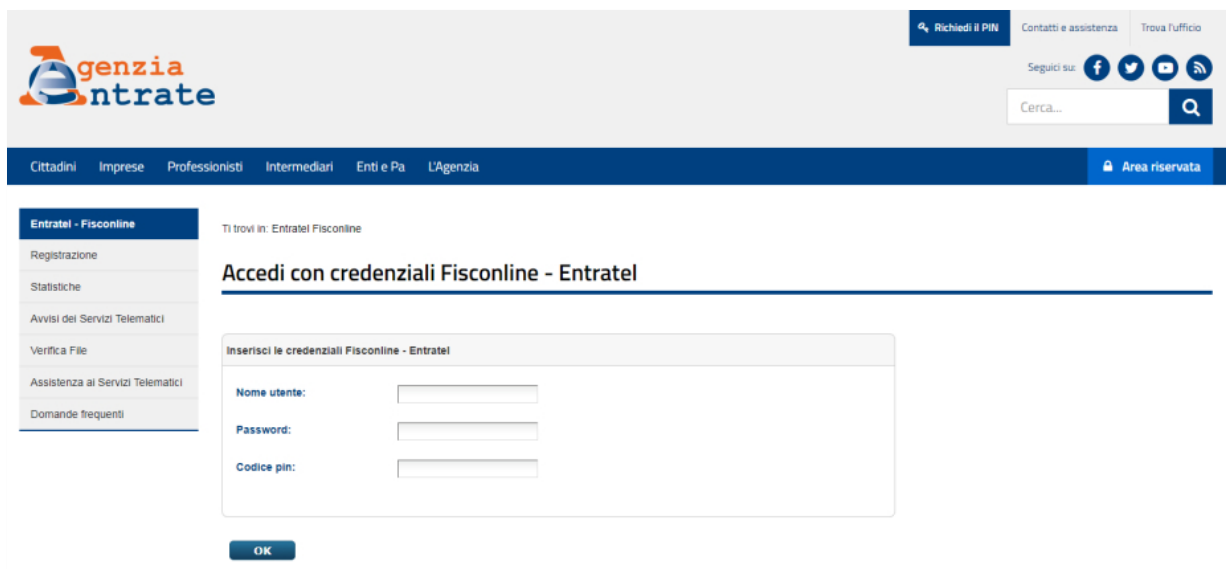 Richiedi il PIN
Contatti e assistenza
Trova l'ufficio
Agenzia
Entrate
Seguici su:
Cerca...
Cittadini
Imprese
Professionisti
Intermediari
Enti e Pa
L'Agenzia
Area riservata
Entratel - Fisconline
Registrazione
Statistiche
Avvisi dei Servizi Telematici
Verifica File
Assistenza ai Servizi Telematici
Domande frequenti
Ti trovi in: Entratel Fisconline
Accedi con credenziali Fisconline - Entratel
Inserisci le credenziali Fisconline - Entratel
Nome utente:
Password:
Codice pin:
OK